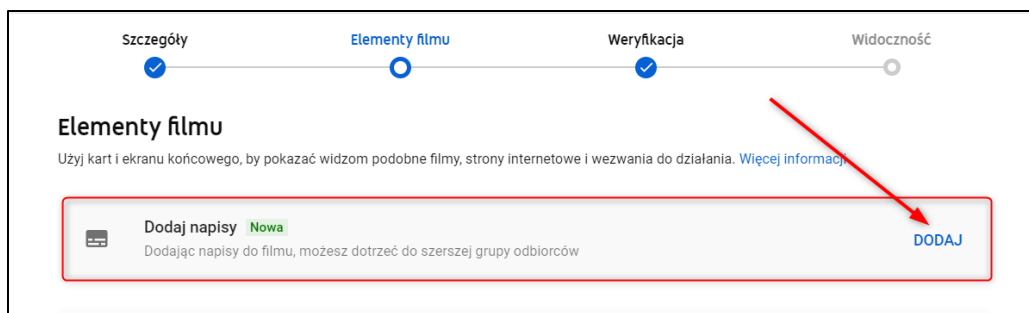 Szczegóły Elementy filmu Weryfikacja Widoczność
Elementy filmu
Użyj kart i ekranu końcowego, by pokazać widzom podobne filmy, strony internetowe i wezwania do działania. Więcej informacji
Dodaj napisy Nowa
Dodając napisy do filmu, możesz dotrzeć do szerszej grupy odbiorców
DODAJ